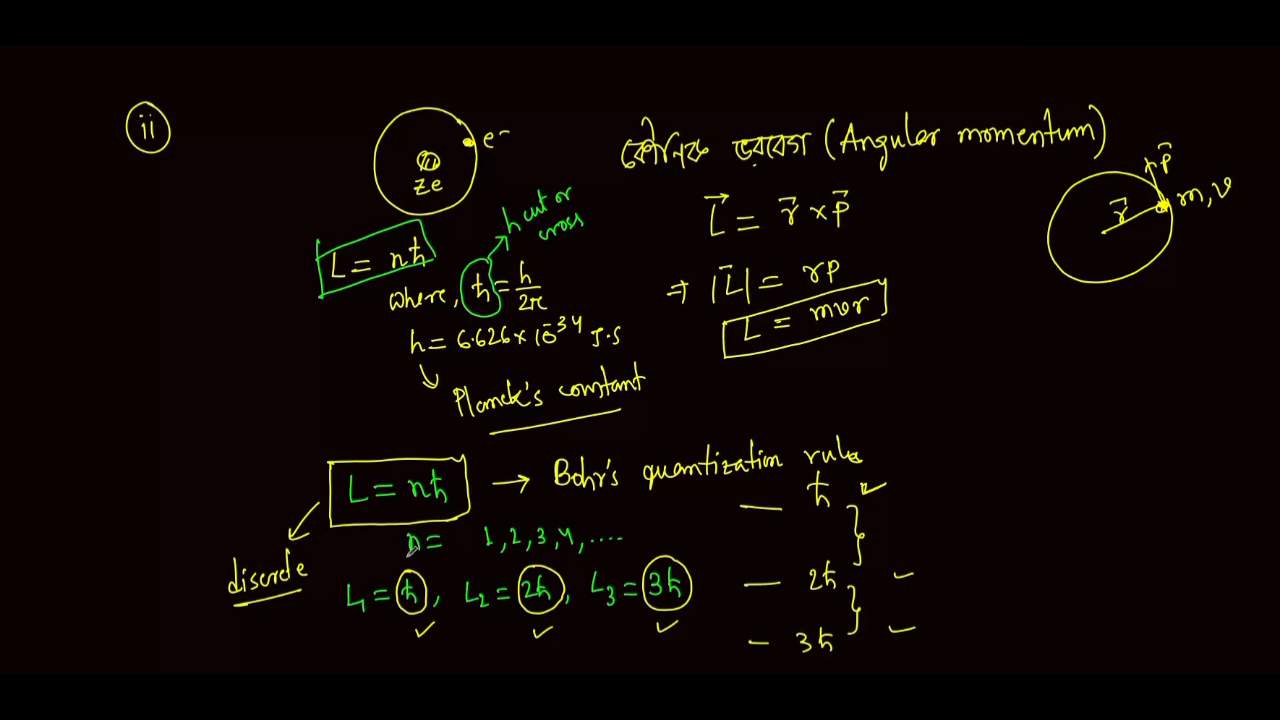 ii
e⁻
Ze
কৌণিক ভরবেগ (Angular momentum)
L⃗ = r⃗ × p⃗
⇒ |L⃗| = rp
L = mvr
r⃗
p⃗
m, v
L = nħ
h cut or
cross
where, ħ = h/2π
h = 6.626 × 10⁻³⁴ J.S
Planck's constant
L = nħ → Bohr's quantization rule
discrete
n = 1, 2, 3, 4, ....
L₁ = ħ, L₂ = 2ħ, L₃ = 3ħ
— ħ ✓
— 2ħ ✓
— 3ħ ✓